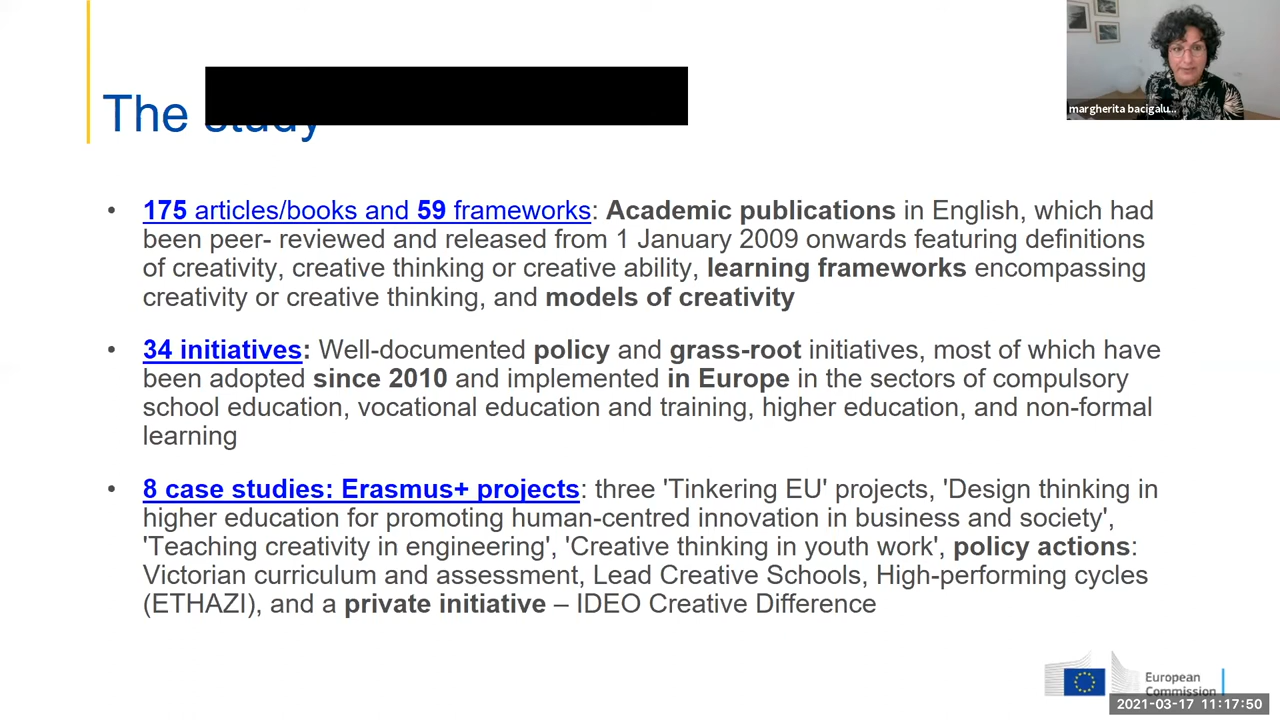 The study
margherita bacigalu...
• 175 articles/books and 59 frameworks: Academic publications in English, which had
been peer- reviewed and released from 1 January 2009 onwards featuring definitions
of creativity, creative thinking or creative ability, learning frameworks encompassing
creativity or creative thinking, and models of creativity
• 34 initiatives: Well-documented policy and grass-root initiatives, most of which have
been adopted since 2010 and implemented in Europe in the sectors of compulsory
school education, vocational education and training, higher education, and non-formal
learning
• 8 case studies: Erasmus+ projects: three 'Tinkering EU' projects, 'Design thinking in
higher education for promoting human-centred innovation in business and society',
'Teaching creativity in engineering', 'Creative thinking in youth work', policy actions:
Victorian curriculum and assessment, Lead Creative Schools, High-performing cycles
(ETHAZI), and a private initiative – IDEO Creative Difference
European
Commission
2021-03-17 11:17:50